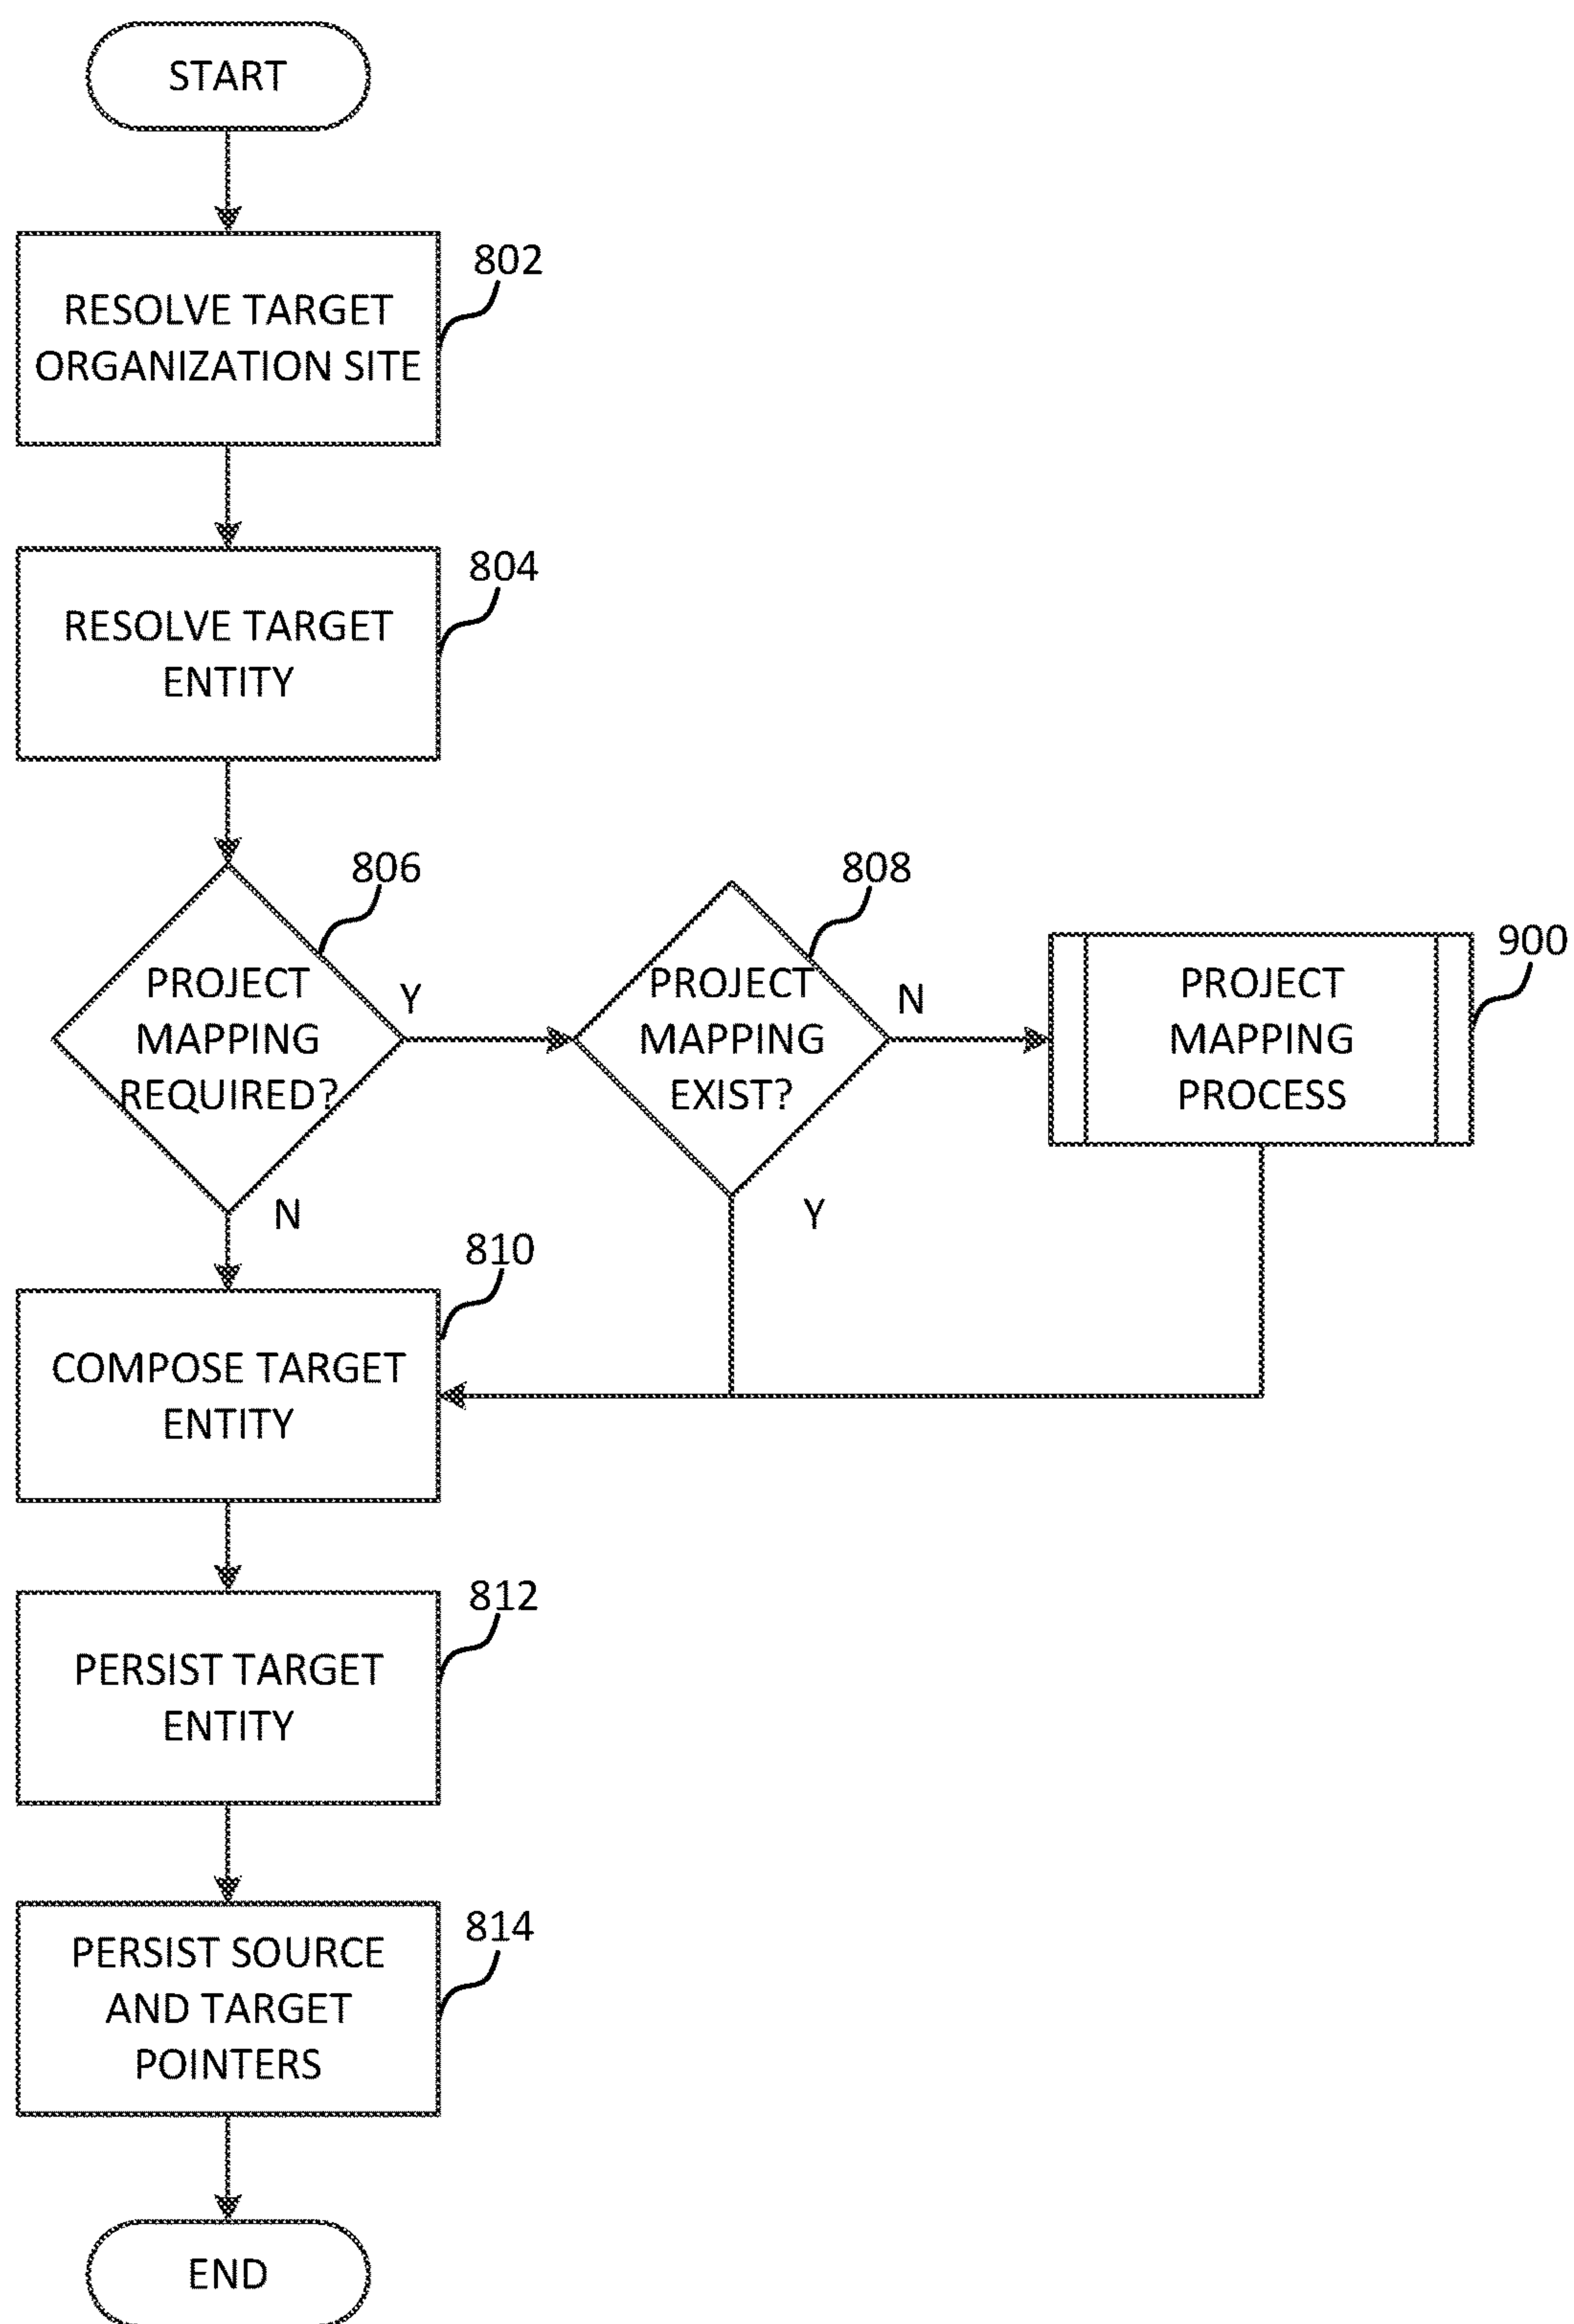 START
802
RESOLVE TARGET
ORGANIZATION SITE
804
RESOLVE TARGET
ENTITY
806
PROJECT
MAPPING
REQUIRED?
Y
N
808
PROJECT
MAPPING
EXIST?
N
Y
900
PROJECT
MAPPING
PROCESS
810
COMPOSE TARGET
ENTITY
812
PERSIST TARGET
ENTITY
814
PERSIST SOURCE
AND TARGET
POINTERS
END